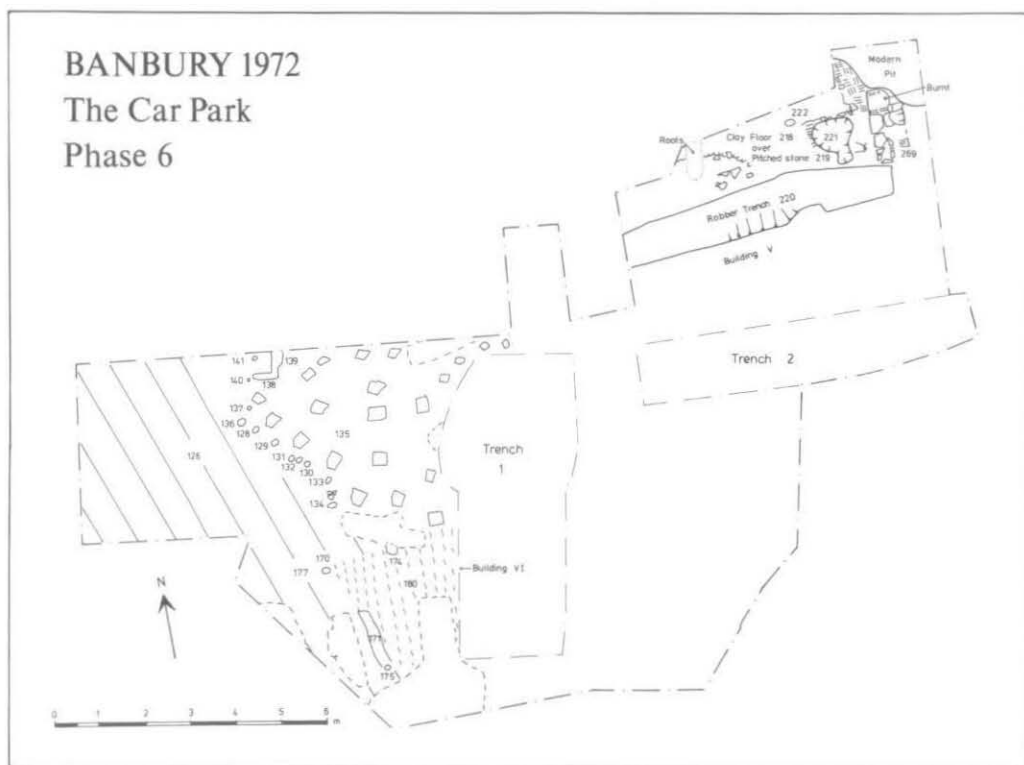 BANBURY 1972
The Car Park
Phase 6
Modern
Pit
Burnt
222
Roots
Clay Floor 218
over
Pitched stone 219
221
269
Robber Trench 220
Building V
Trench 2
141
139
140
138
137
136
128
129
135
131
132
130
133
134
126
Trench
1
170
177
174
180
Building VI
171
175
N
0 1 2 3 4 5 6
m